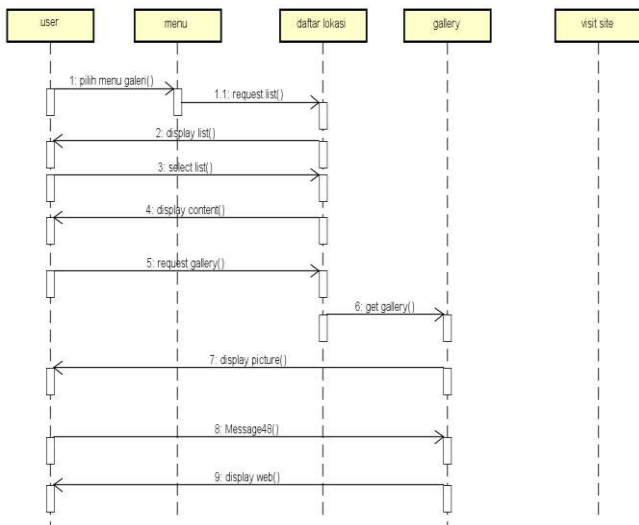 user
menu
daftar lokasi
gallery
visit site
1: pilih menu galeri()
1.1: request list()
2: display list()
3: select list()
4: display content()
5: request gallery()
6: get gallery()
7: display picture()
8: Message48()
9: display web()